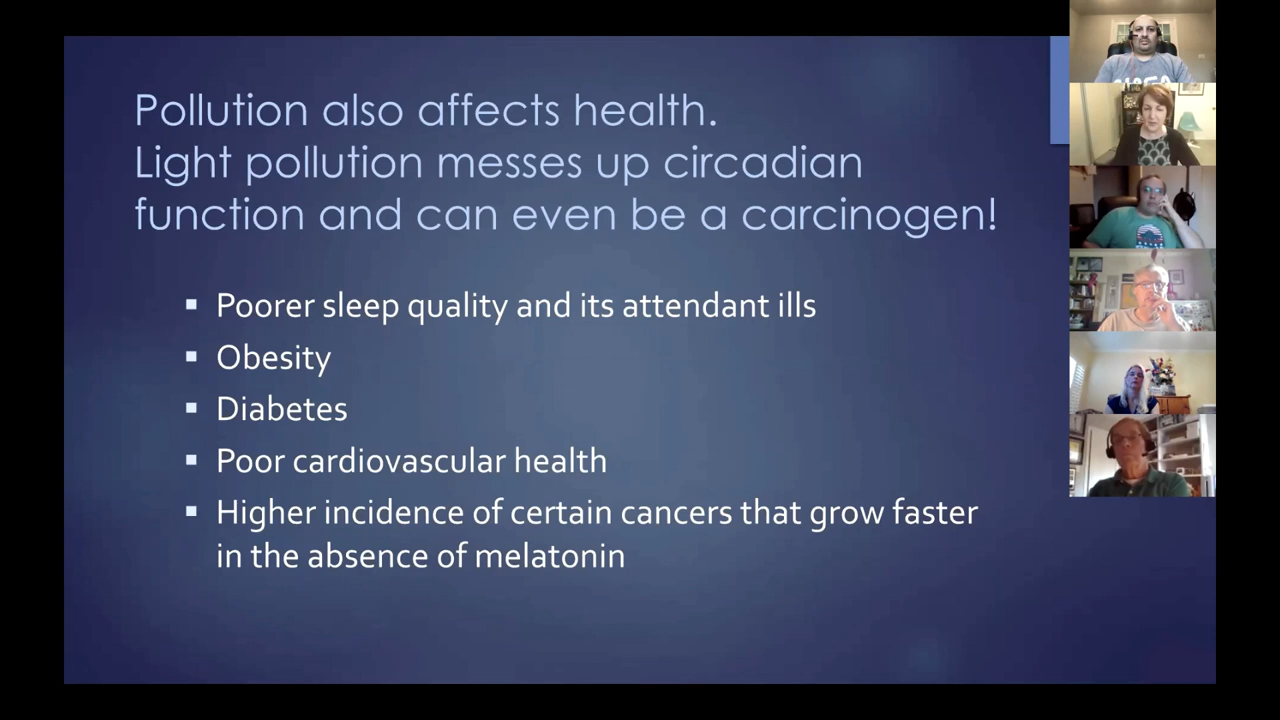 Pollution also affects health.
Light pollution messes up circadian
function and can even be a carcinogen!
▪ Poorer sleep quality and its attendant ills
▪ Obesity
▪ Diabetes
▪ Poor cardiovascular health
▪ Higher incidence of certain cancers that grow faster
in the absence of melatonin